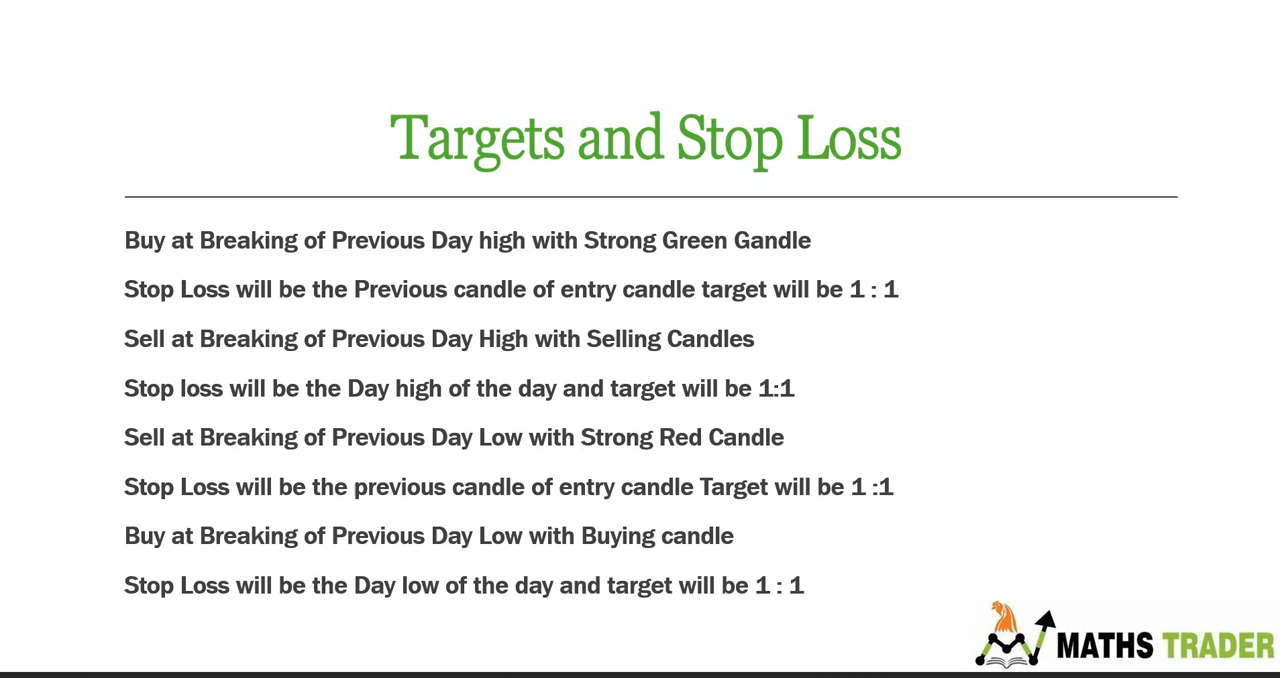 Targets and Stop Loss
Buy at Breaking of Previous Day high with Strong Green Gandle
Stop Loss will be the Previous candle of entry candle target will be 1 : 1
Sell at Breaking of Previous Day High with Selling Candles
Stop loss will be the Day high of the day and target will be 1:1
Sell at Breaking of Previous Day Low with Strong Red Candle
Stop Loss will be the previous candle of entry candle Target will be 1 :1
Buy at Breaking of Previous Day Low with Buying candle
Stop Loss will be the Day low of the day and target will be 1 : 1
MATHS TRADER